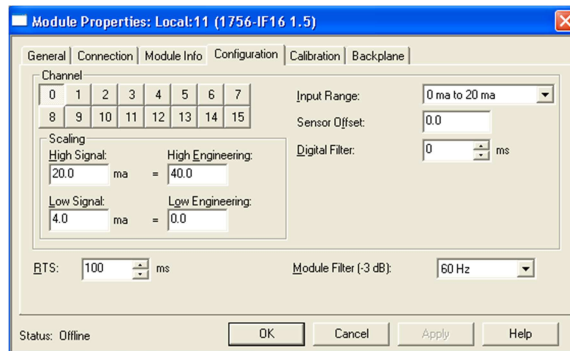 Module Properties: Local:11 (1756-IF16 1.5)
General Connection Module Info Configuration Calibration Backplane
Channel
0 1 2 3 4 5 6 7
8 9 10 11 12 13 14 15
Input Range: 0 ma to 20 ma
Sensor Offset: 0.0
Digital Filter: 0 ms
Scaling
High Signal: High Engineering:
20.0 ma = 40.0
Low Signal: Low Engineering:
4.0 ma = 0.0
RTS: 100 ms Module Filter (-3 dB): 60 Hz
Status: Offline OK Cancel Apply Help